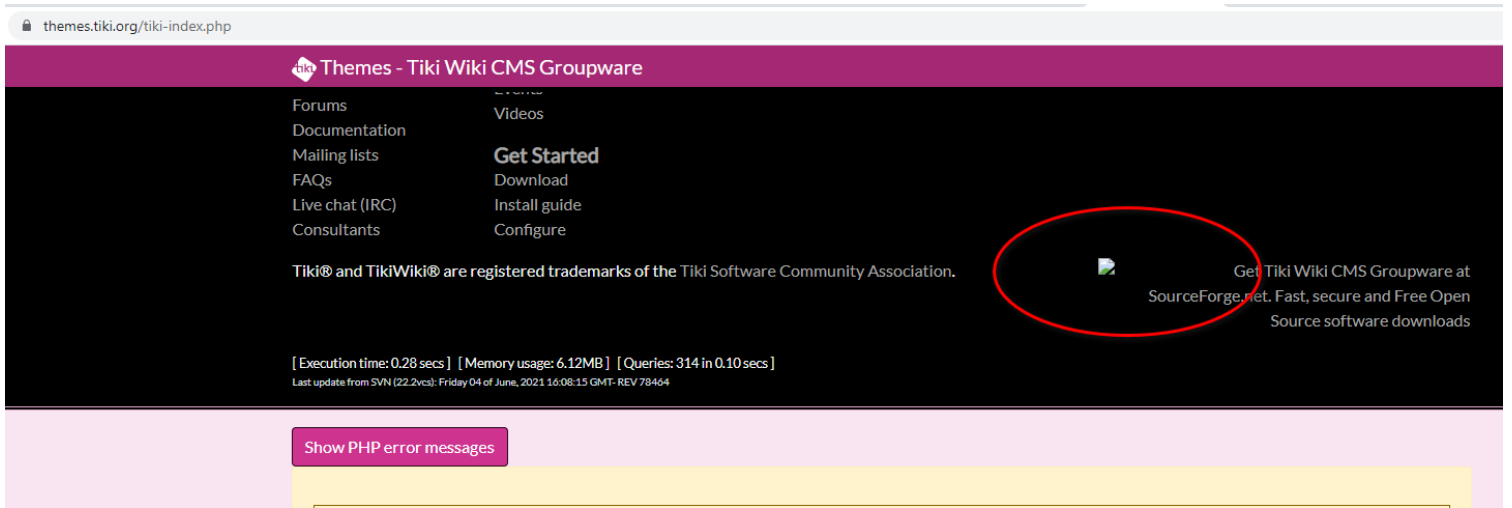 themes.tiki.org/tiki-index.php
tiki Themes - Tiki Wiki CMS Groupware
Forums
Documentation
Mailing lists
FAQs
Live chat (IRC)
Consultants
Videos
Get Started
Download
Install guide
Configure
Tiki® and TikiWiki® are registered trademarks of the Tiki Software Community Association.
Get Tiki Wiki CMS Groupware at
SourceForge.net. Fast, secure and Free Open
Source software downloads
[ Execution time: 0.28 secs ] [ Memory usage: 6.12MB ] [ Queries: 314 in 0.10 secs ]
Last update from SVN (22.2vcs): Friday 04 of June, 2021 16:08:15 GMT- REV 78464
Show PHP error messages